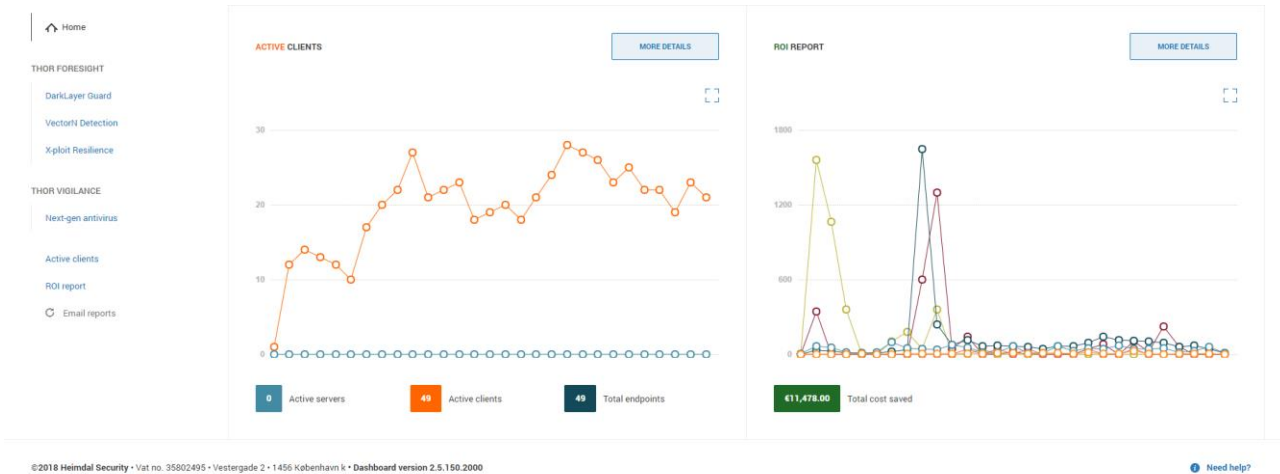 Home
THOR FORESIGHT
DarkLayer Guard
VectorN Detection
X-ploit Resilience
THOR VIGILANCE
Next-gen antivirus
Active clients
ROI report
Email reports
ACTIVE CLIENTS
MORE DETAILS
30
20
10
0
0 Active servers
49 Active clients
49 Total endpoints
ROI REPORT
MORE DETAILS
1800
1200
600
0
€11,478.00 Total cost saved
©2018 Heimdal Security • Vat no. 35802495 • Vestergade 2 • 1456 København k • Dashboard version 2.5.150.2000
Need help?